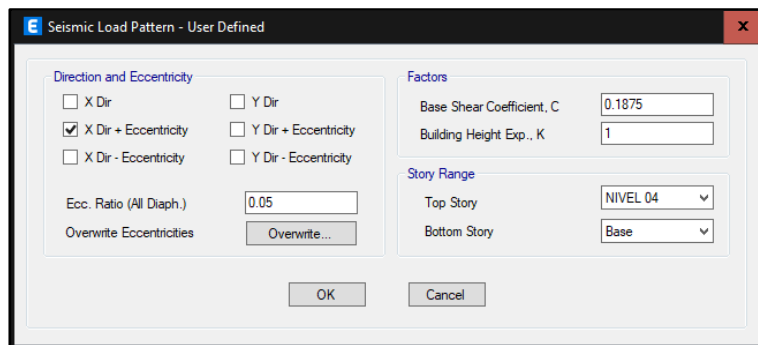 E Seismic Load Pattern - User Defined x
Direction and Eccentricity
X Dir Y Dir
X Dir + Eccentricity Y Dir + Eccentricity
X Dir - Eccentricity Y Dir - Eccentricity
Ecc. Ratio (All Diaph.) 0.05
Overwrite Eccentricities Overwrite...
Factors
Base Shear Coefficient, C 0.1875
Building Height Exp., K 1
Story Range
Top Story NIVEL 04
Bottom Story Base
OK Cancel